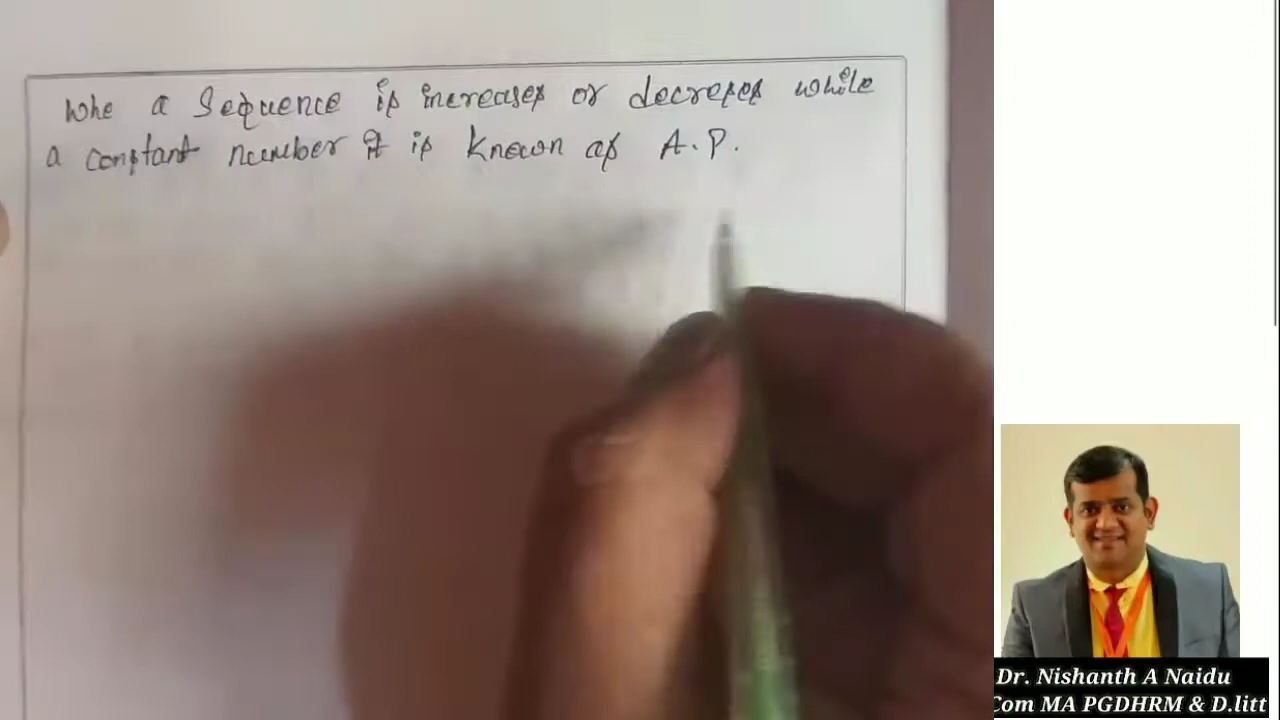 Whe a Sequence is increases or decreses while
a constant number it is known as A.P.
Dr. Nishanth A Naidu
Com MA PGDHRM & D.litt